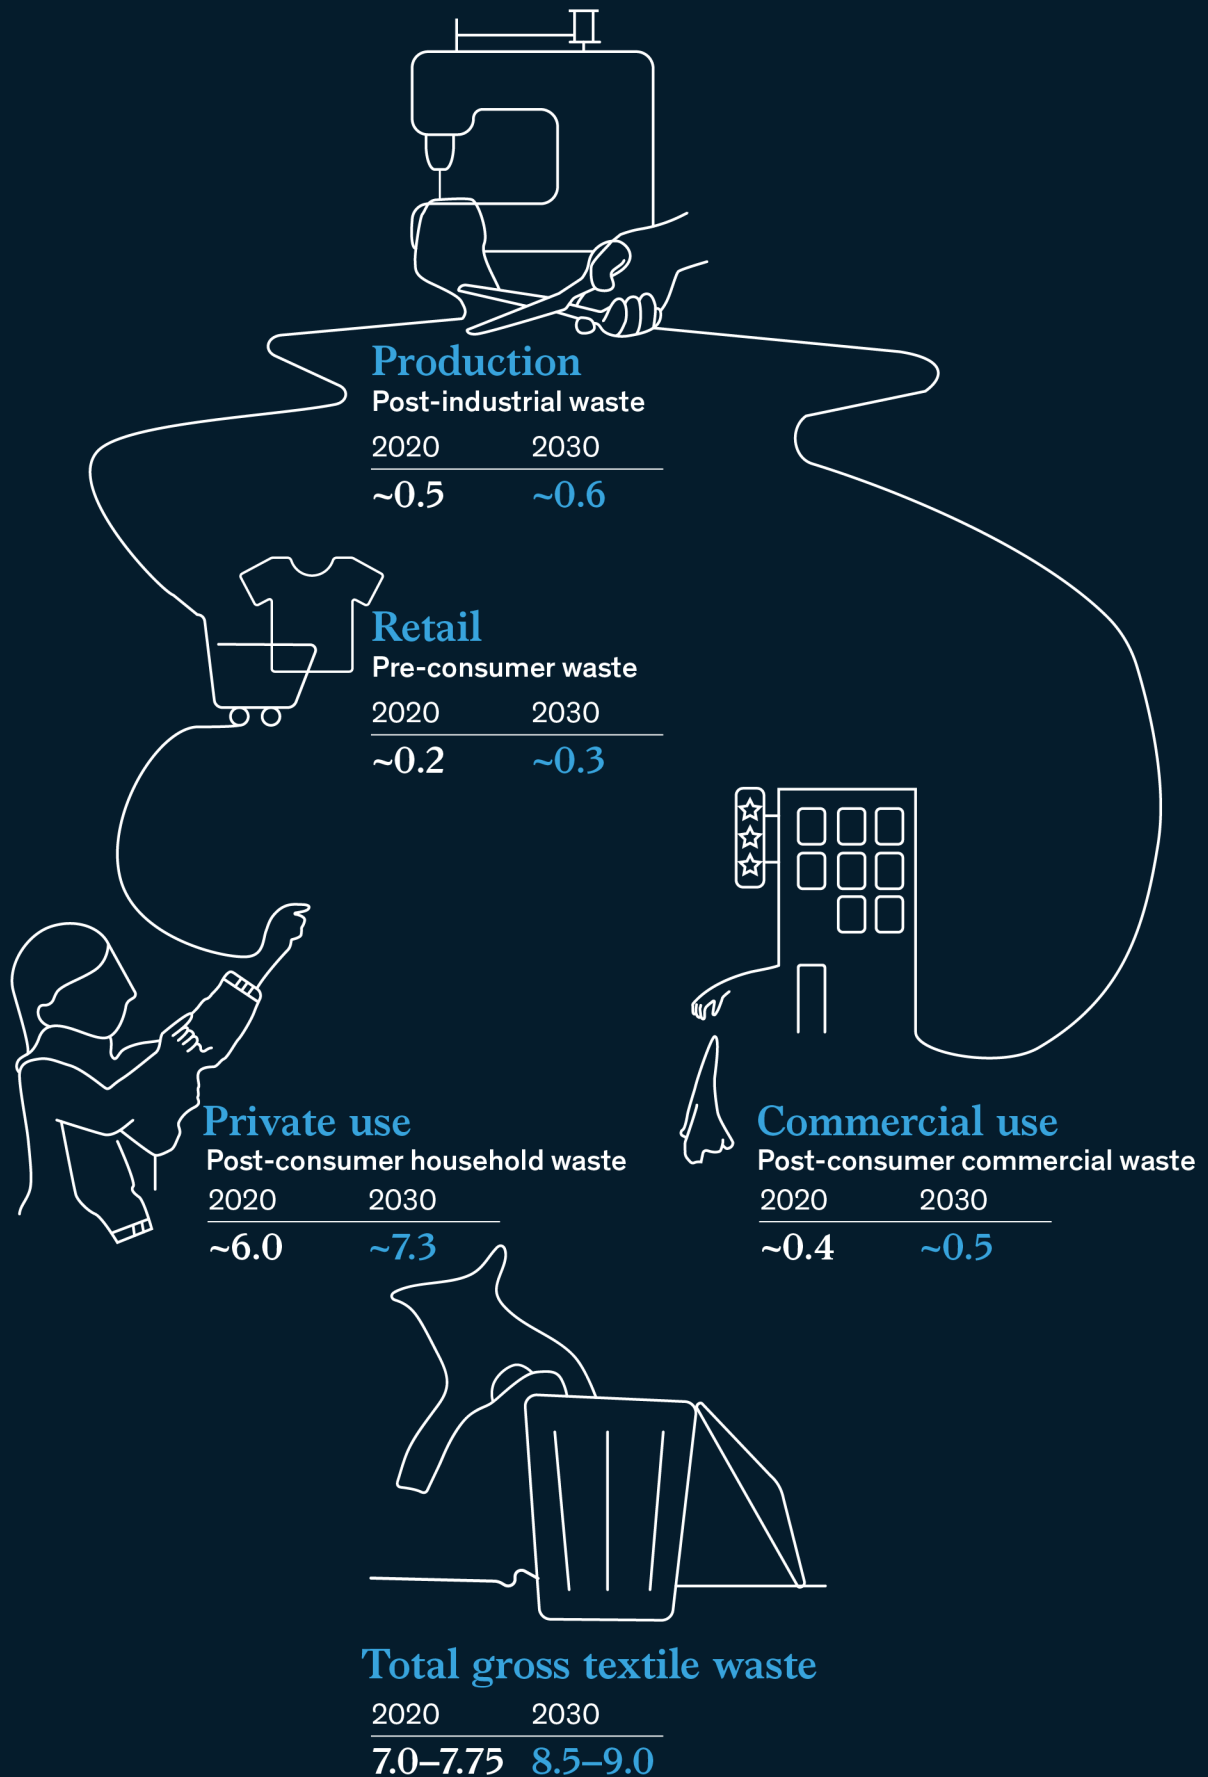 Production
Post-industrial waste
2020 2030
~0.5 ~0.6
Retail
Pre-consumer waste
2020 2030
~0.2 ~0.3
Private use
Post-consumer household waste
2020 2030
~6.0 ~7.3
Commercial use
Post-consumer commercial waste
2020 2030
~0.4 ~0.5
Total gross textile waste
2020 2030
7.0–7.75 8.5–9.0